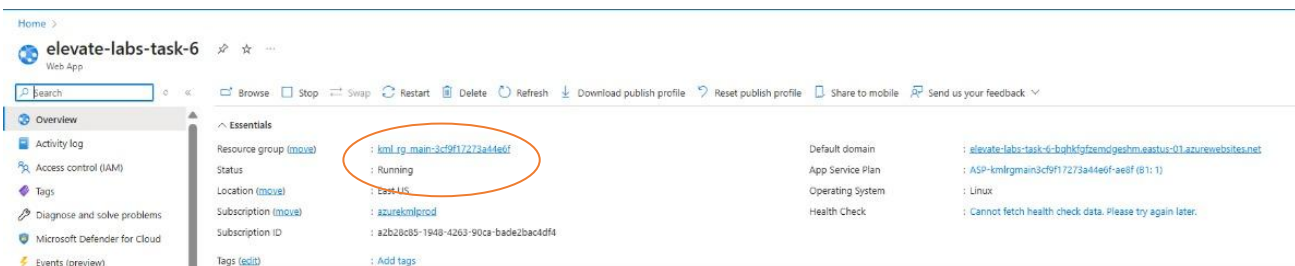 Home >
elevate-labs-task-6 ...
Web App
Search
Browse Stop Swap Restart Delete Refresh Download publish profile Reset publish profile Share to mobile Send us your feedback
Overview
Activity log
Access control (IAM)
Tags
Diagnose and solve problems
Microsoft Defender for Cloud
Events (preview)
Essentials
Resource group (move) : kml_rg_main-3cf9f17273a44e6f
Status : Running
Location (move) : East US
Subscription (move) : azurekmlprod
Subscription ID : a2b28c85-1948-4263-90ca-bade2bac4df4
Tags (edit) : Add tags
Default domain : elevate-labs-task-6-bqhkfgfzemdgeshm.eastus-01.azurewebsites.net
App Service Plan : ASP-kmlrgmain3cf9f17273a44e6f-ae8f (B1: 1)
Operating System : Linux
Health Check : Cannot fetch health check data. Please try again later.